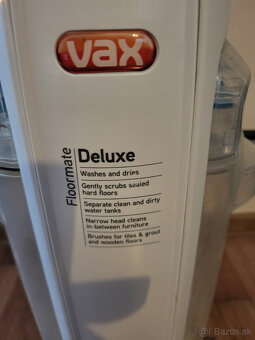 vax
Floormate
Deluxe
Washes and dries
Gently scrubs sealed
hard floors
Separate clean and dirty
water tanks
Narrow head cleans
in-between furniture
Brushes for tiles & grout
and wooden floors
bazos.sk